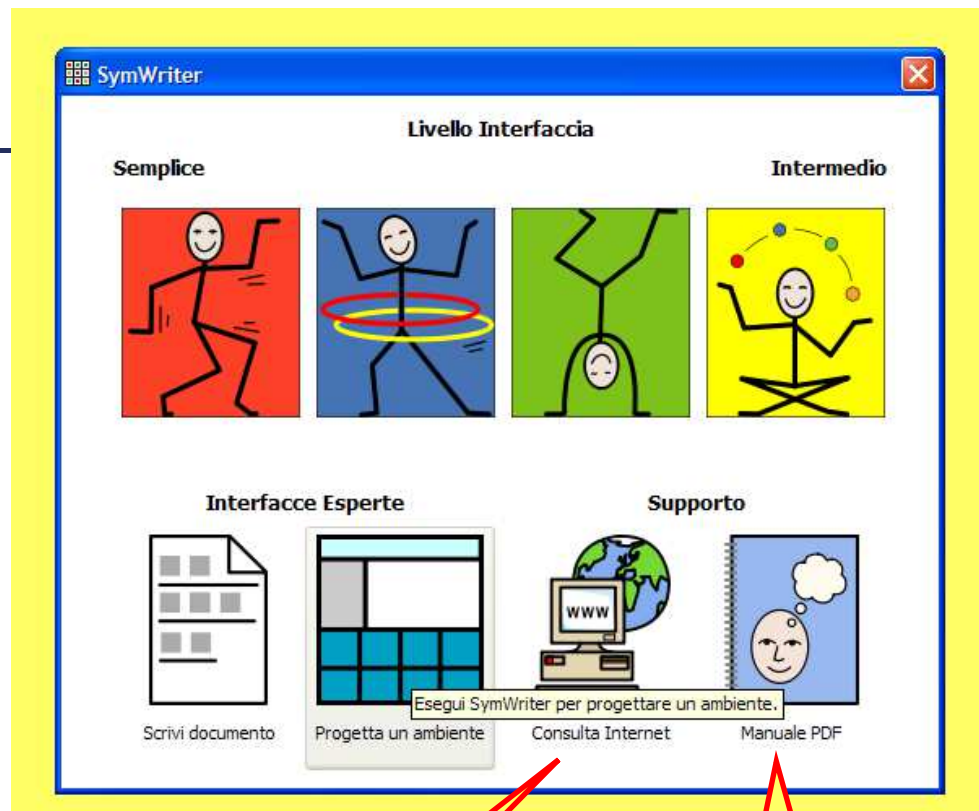 SymWriter
Livello Interfaccia
Semplice
Intermedio
Interfacce Esperte
Supporto
www
Esegui SymWriter per progettare un ambiente.
Scrivi documento
Progetta un ambiente
Consulta Internet
Manuale PDF